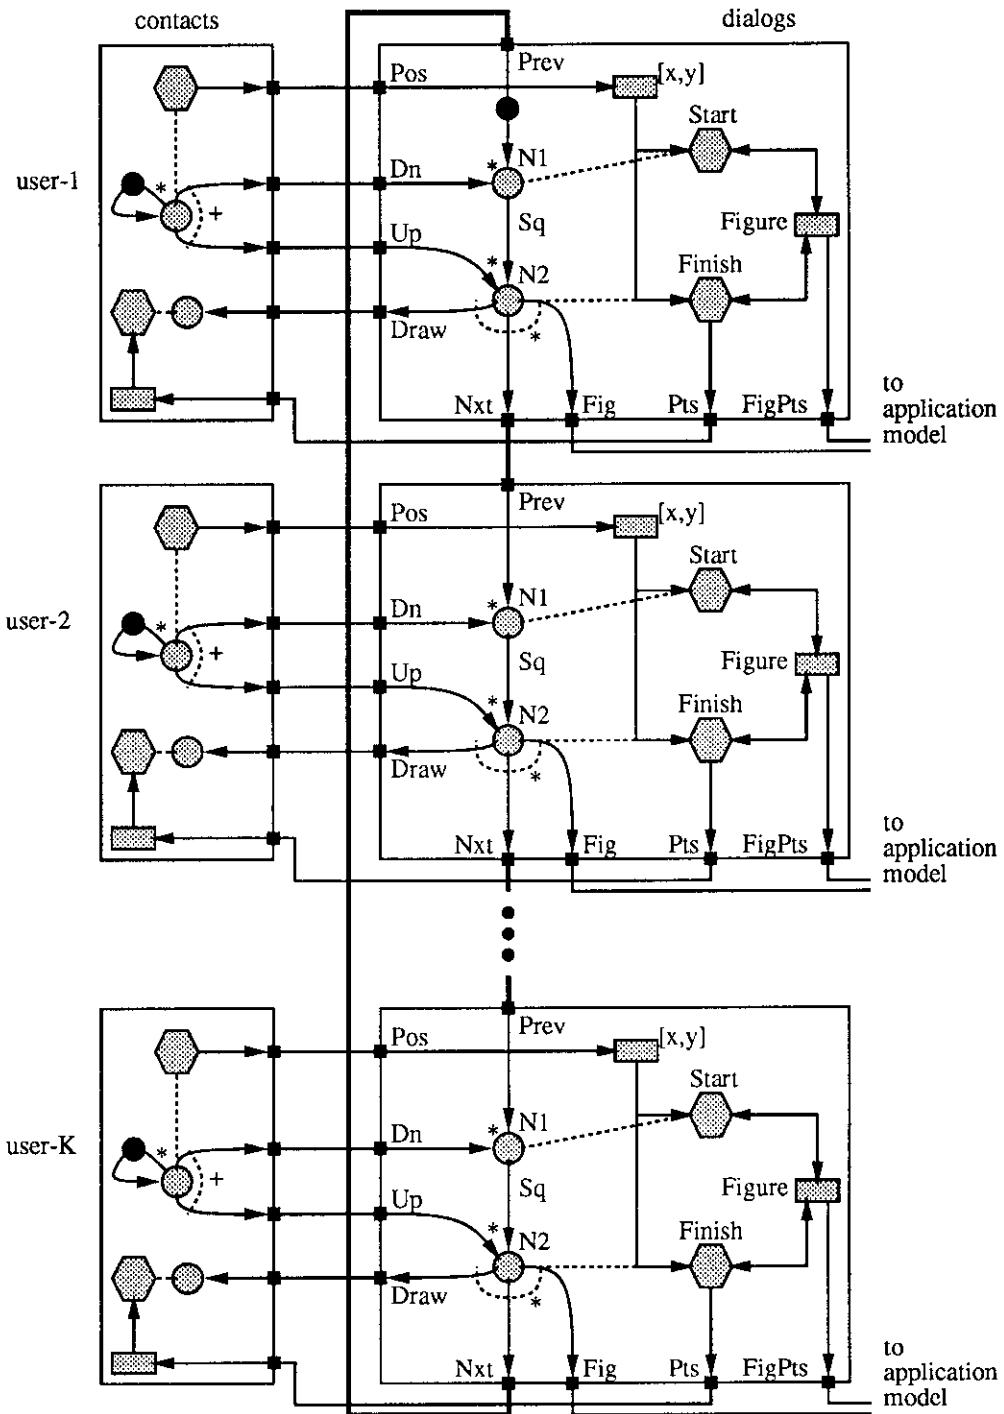 contacts
dialogs
Prev
Pos
[x,y]
Start
N1
*
user-1
*
Dn
+
Sq
Up
Figure
*
N2
Finish
Draw
*
to
Nxt
Fig
Pts
FigPts
application
model
Prev
Pos
[x,y]
Start
N1
*
user-2
*
Dn
+
Sq
Up
Figure
*
N2
Finish
Draw
*
to
Nxt
Fig
Pts
FigPts
application
model
Prev
Pos
[x,y]
Start
N1
*
user-K
*
Dn
+
Sq
Up
Figure
*
N2
Finish
Draw
*
to
Nxt
Fig
Pts
FigPts
application
model